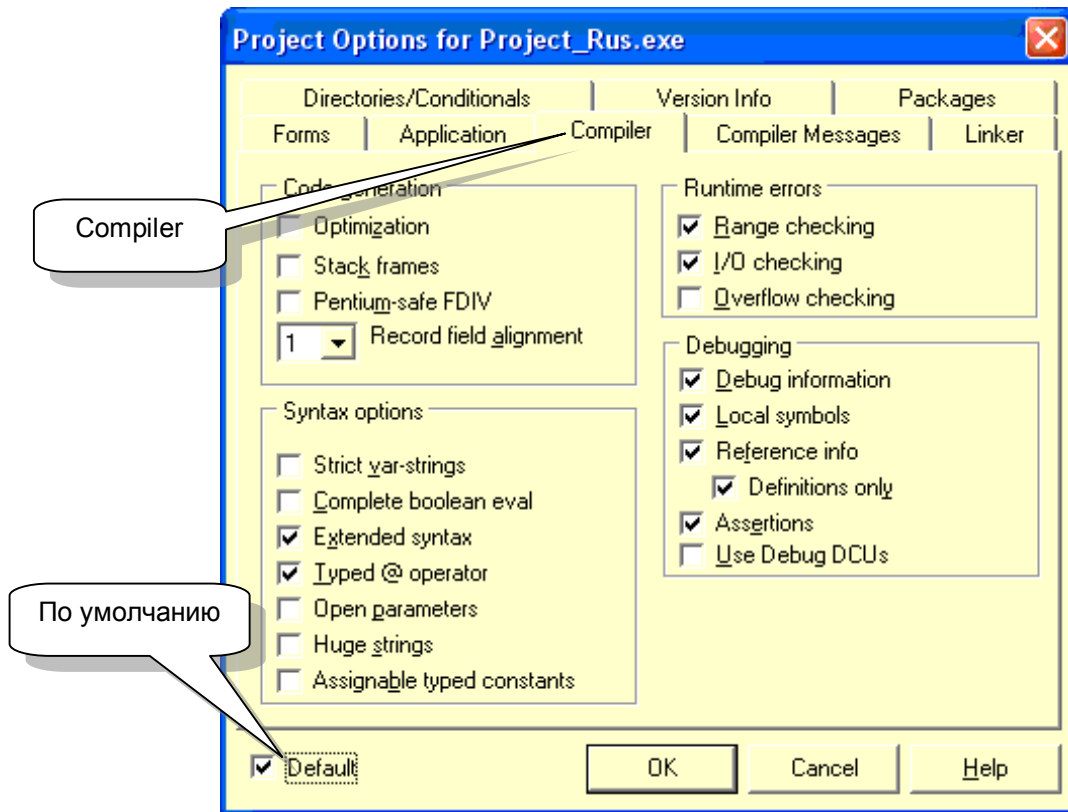 Project Options for Project_Rus.exe
Directories/Conditionals
Version Info
Packages
Forms
Application
Compiler
Compiler Messages
Linker
Code generation
Optimization
Stack frames
Pentium-safe FDIV
1
Record field alignment
Syntax options
Strict var-strings
Complete boolean eval
Extended syntax
Typed @ operator
Open parameters
Huge strings
Assignable typed constants
Runtime errors
Range checking
I/O checking
Overflow checking
Debugging
Debug information
Local symbols
Reference info
Definitions only
Assertions
Use Debug DCUs
Compiler
По умолчанию
Default
OK
Cancel
Help